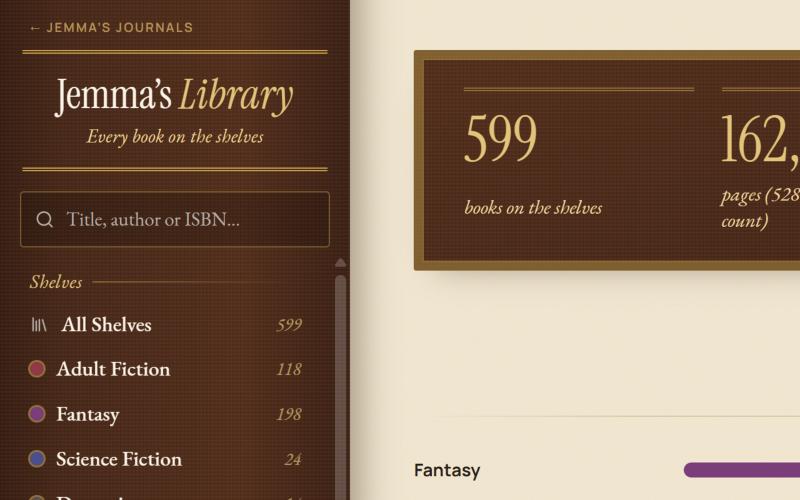 ← JEMMA'S JOURNALS
Jemma's Library
Every book on the shelves
Title, author or ISBN...
Shelves
All Shelves 599
Adult Fiction 118
Fantasy 198
Science Fiction 24
599
books on the shelves
162,
pages (528
count)
Fantasy